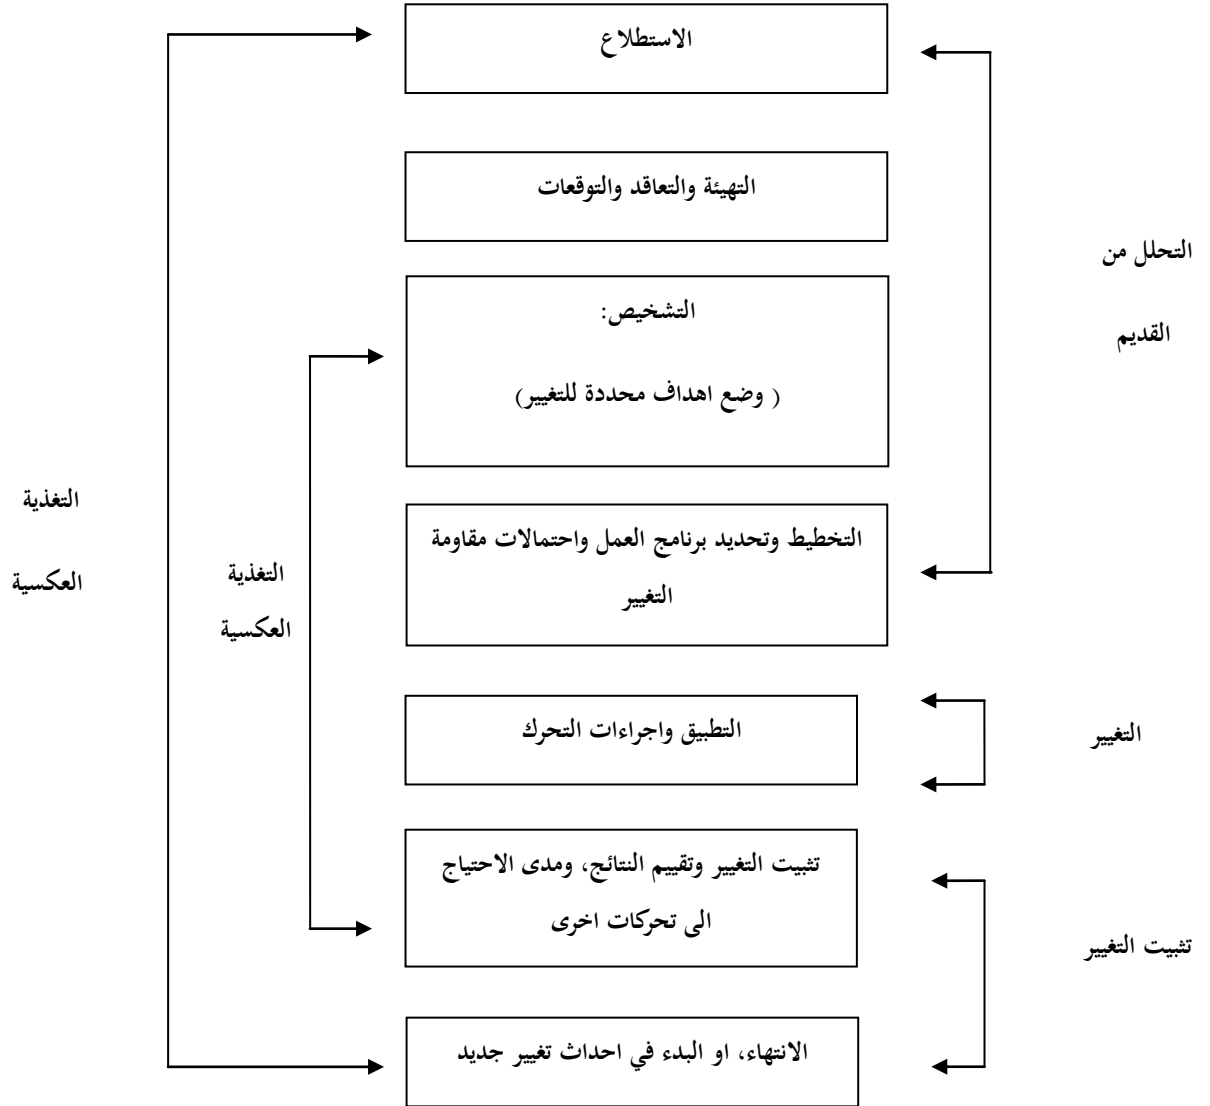 الاستطلاع
التهيئة والتعاقد والتوقعات
التحلل من
القديم
التشخيص:
( وضع اهداف محددة للتغيير)
التخطيط وتحديد برنامج العمل واحتمالات مقاومة
التغيير
التغذية
العكسية
التغذية
العكسية
التطبيق واجراءات التحرك
التغيير
تثبيت التغيير وتقييم النتائج، ومدى الاحتياج
الى تحركات اخرى
تثبيت التغيير
الانتهاء، او البدء في احداث تغيير جديد